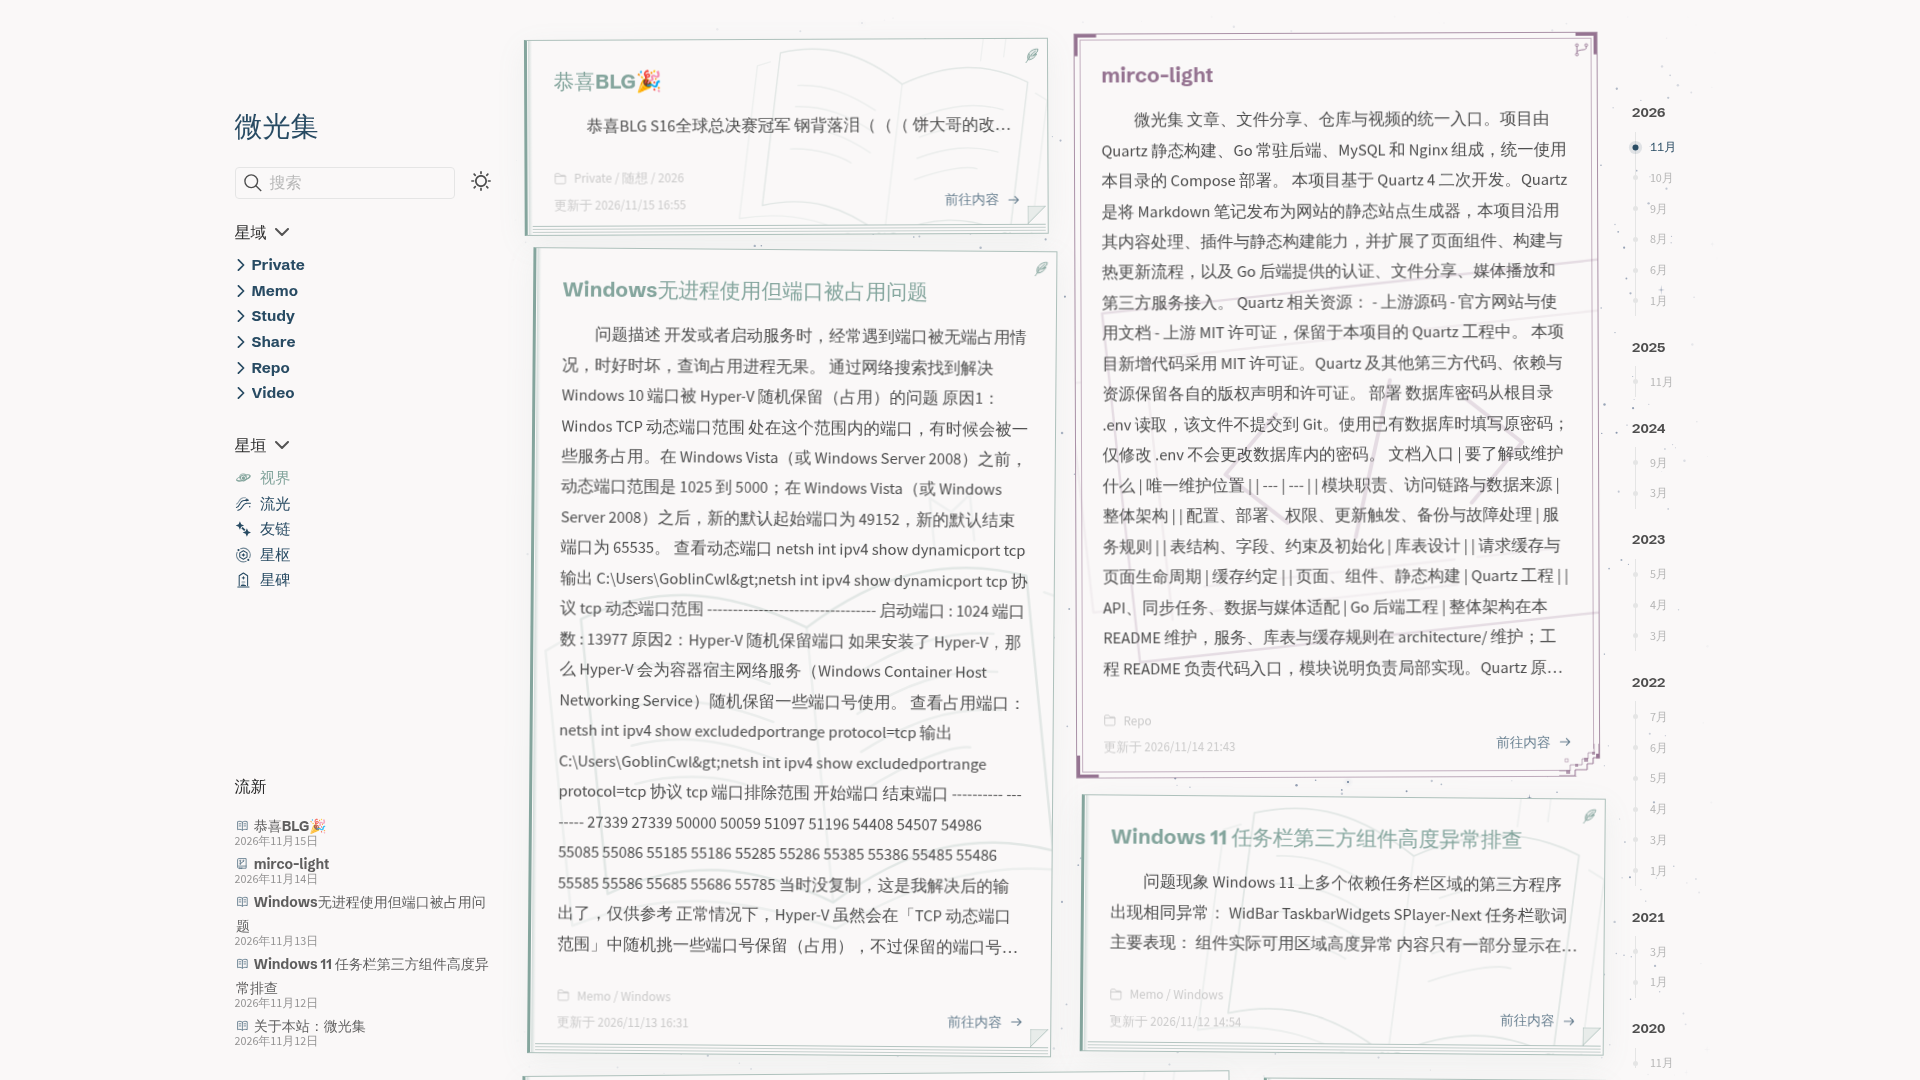 微光集
搜索
星域
Private
Memo
Study
Share
Repo
Video
星垣
视界
流光
友链
星枢
星碑
流新
恭喜BLG🎉
2026年11月15日
mirco-light
2026年11月14日
Windows无进程使用但端口被占用问
题
2026年11月13日
Windows 11 任务栏第三方组件高度异
常排查
2026年11月12日
关于本站：微光集
2026年11月12日
恭喜BLG🎉
恭喜BLG S16全球总决赛冠军 钢背落泪（（（ 饼大哥的改…
Private / 随想 / 2026
更新于 2026/11/15 16:55
前往内容 →
Windows无进程使用但端口被占用问题
问题描述 开发或者启动服务时，经常遇到端口被无端占用情
况，时好时坏，查询占用进程无果。 通过网络搜索找到解决
Windows 10 端口被 Hyper-V 随机保留（占用）的问题 原因1：
Windos TCP 动态端口范围 处在这个范围内的端口，有时候会被一
些服务占用。在 Windows Vista（或 Windows Server 2008）之前，
动态端口范围是 1025 到 5000；在 Windows Vista（或 Windows
Server 2008）之后，新的默认起始端口为 49152，新的默认结束
端口为 65535。 查看动态端口 netsh int ipv4 show dynamicport tcp
输出 C:\Users\GoblinCwl&gt;netsh int ipv4 show dynamicport tcp 协
议 tcp 动态端口范围 --------------------------------- 启动端口 : 1024 端口
数 : 13977 原因2：Hyper-V 随机保留端口 如果安装了 Hyper-V，那
么 Hyper-V 会为容器宿主网络服务（Windows Container Host
Networking Service）随机保留一些端口号使用。 查看占用端口：
netsh int ipv4 show excludedportrange protocol=tcp 输出
C:\Users\GoblinCwl&gt;netsh int ipv4 show excludedportrange
protocol=tcp 协议 tcp 端口排除范围 开始端口 结束端口 ---------- ---
----- 27339 27339 50000 50059 51097 51196 54408 54507 54986
55085 55086 55185 55186 55285 55286 55385 55386 55485 55486
55585 55586 55685 55686 55785 当时没复制，这是我解决后的输
出了，仅供参考 正常情况下，Hyper-V 虽然会在「TCP 动态端口
范围」中随机挑一些端口号保留（占用），不过保留的端口号…
Memo / Windows
更新于 2026/11/13 16:31
前往内容 →
mirco-light
微光集 文章、文件分享、仓库与视频的统一入口。项目由
Quartz 静态构建、Go 常驻后端、MySQL 和 Nginx 组成，统一使用
本目录的 Compose 部署。 本项目基于 Quartz 4 二次开发。Quartz
是将 Markdown 笔记发布为网站的静态站点生成器，本项目沿用
其内容处理、插件与静态构建能力，并扩展了页面组件、构建与
热更新流程，以及 Go 后端提供的认证、文件分享、媒体播放和
第三方服务接入。 Quartz 相关资源： - 上游源码 - 官方网站与使
用文档 - 上游 MIT 许可证，保留于本项目的 Quartz 工程中。 本项
目新增代码采用 MIT 许可证。Quartz 及其他第三方代码、依赖与
资源保留各自的版权声明和许可证。 部署 数据库密码从根目录
.env 读取，该文件不提交到 Git。使用已有数据库时填写原密码；
仅修改 .env 不会更改数据库内的密码。 文档入口 | 要了解或维护
什么 | 唯一维护位置 | | --- | --- | | 模块职责、访问链路与数据来源 |
整体架构 | | 配置、部署、权限、更新触发、备份与故障处理 | 服
务规则 | | 表结构、字段、约束及初始化 | 库表设计 | | 请求缓存与
页面生命周期 | 缓存约定 | | 页面、组件、静态构建 | Quartz 工程 | |
API、同步任务、数据与媒体适配 | Go 后端工程 | 整体架构在本
README 维护，服务、库表与缓存规则在 architecture/ 维护；工
程 README 负责代码入口，模块说明负责局部实现。Quartz 原…
Repo
更新于 2026/11/14 21:43
前往内容 →
Windows 11 任务栏第三方组件高度异常排查
问题现象 Windows 11 上多个依赖任务栏区域的第三方程序
出现相同异常： WidBar TaskbarWidgets SPlayer-Next 任务栏歌词
主要表现： 组件实际可用区域高度异常 内容只有一部分显示在…
Memo / Windows
更新于 2026/11/12 14:54
前往内容 →
2026
11月
10月
9月
8月
6月
1月
2025
11月
2024
9月
3月
2023
5月
4月
3月
2022
7月
6月
5月
4月
3月
1月
2021
3月
1月
2020
11月